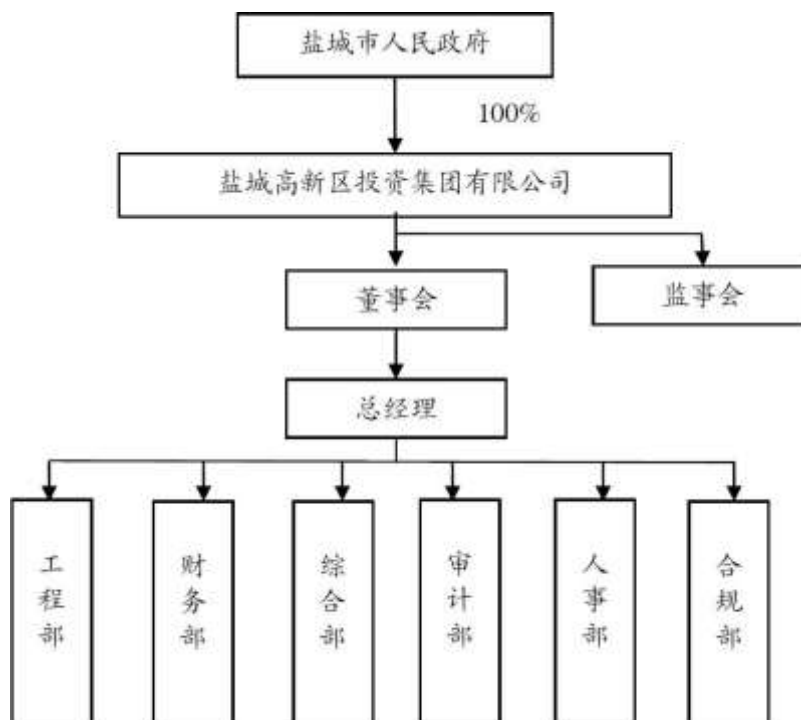 盐城市人民政府
100%
盐城高新区投资集团有限公司
董事会
监事会
总经理
工程部
财务部
综合部
审计部
人事部
合规部